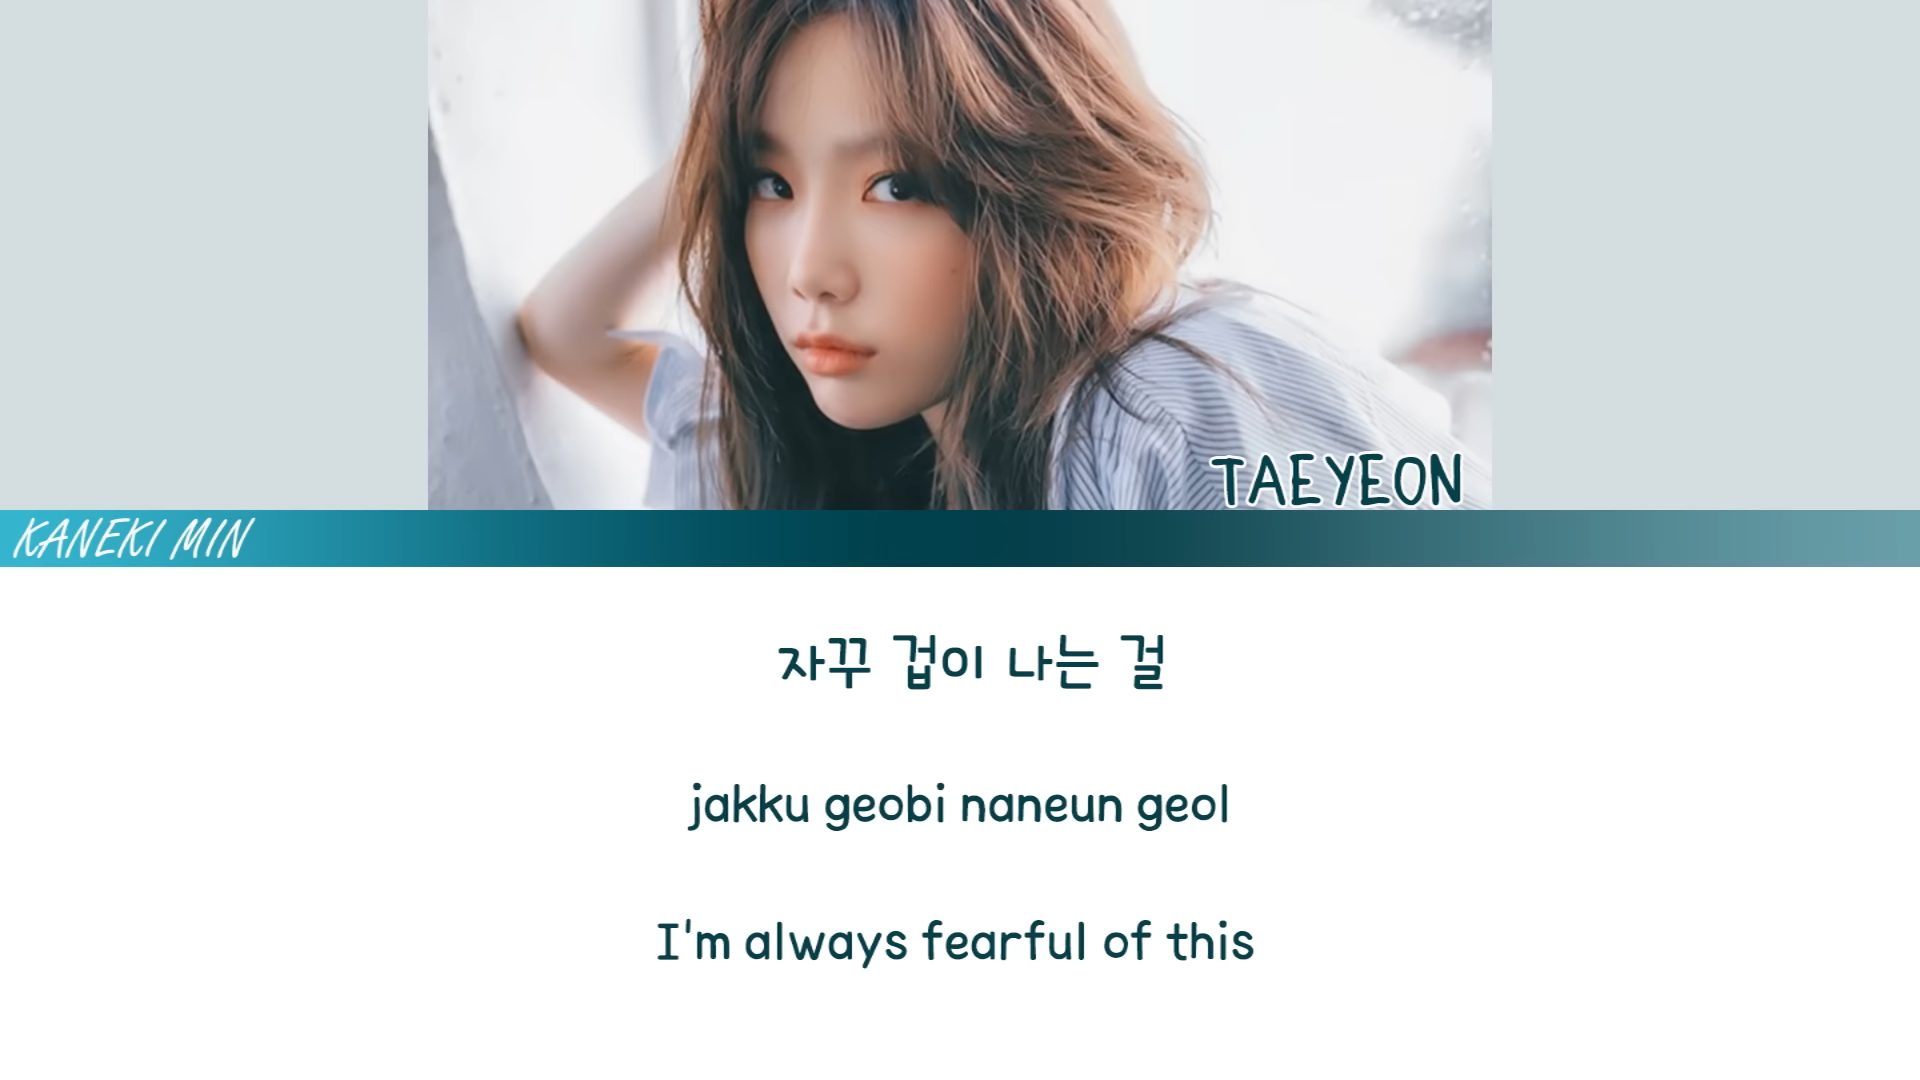 TAEYEON
KANEKI MIN
자꾸 겁이 나는 걸
jakku geobi naneun geol
I'm always fearful of this